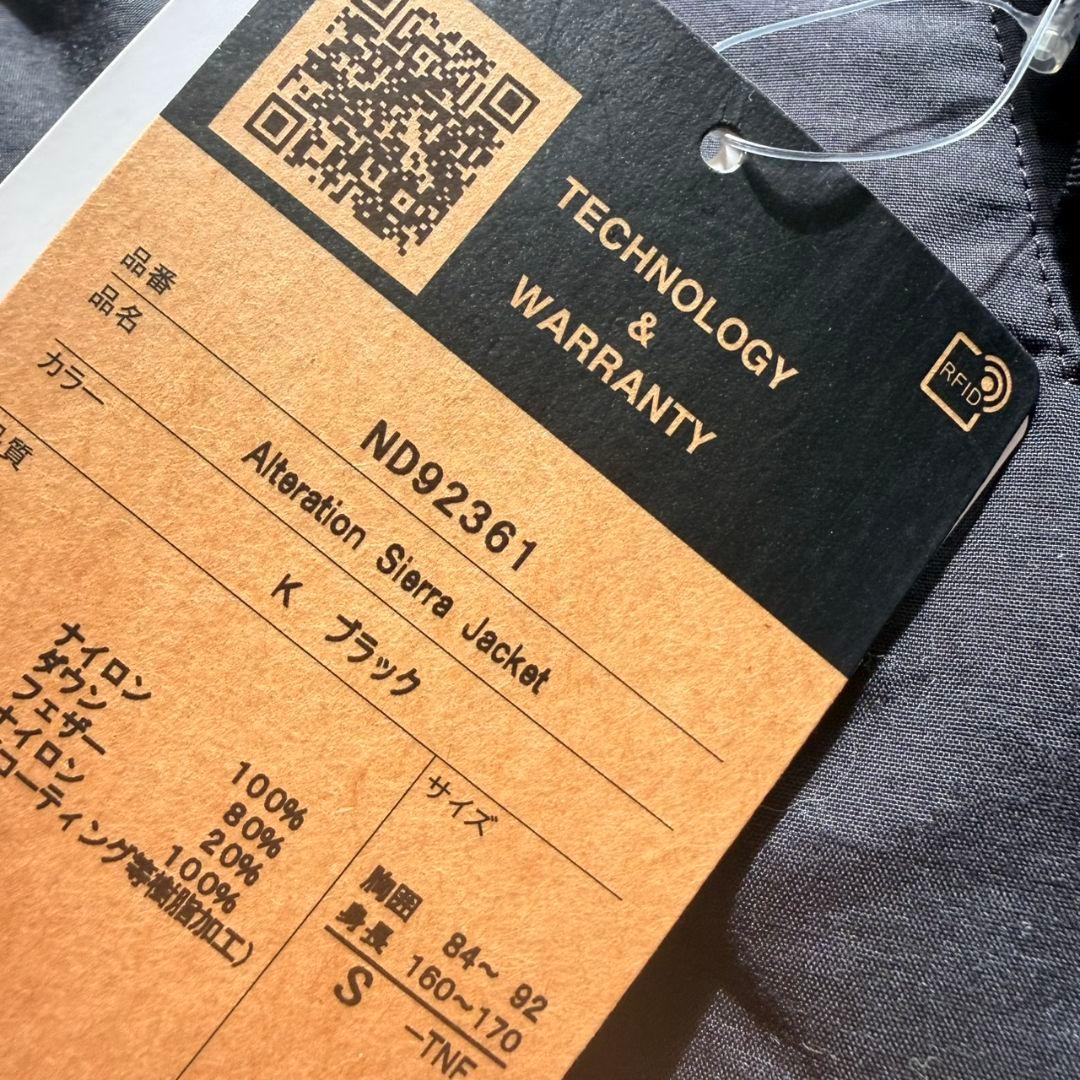 TECHNOLOGY
&
WARRANTY
RFID
品番
ND92361
品名
Alteration Sierra Jacket
カラー
K ブラック
質
ナイロン 100%
ダウン 80%
フェザー 20%
ナイロン 100%
コーティング等樹脂加工)
サイズ
胸囲 84～ 92
身長 160～170
S -TNF